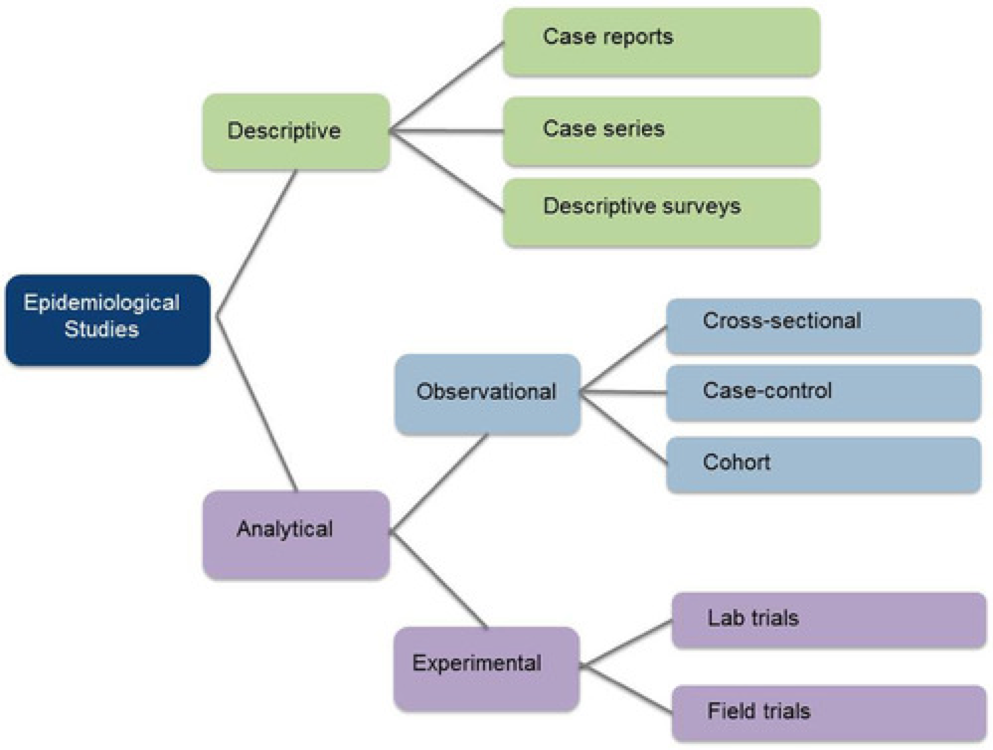 Case reports
Descriptive
Case series
Descriptive surveys
Epidemiological
Studies
Cross-sectional
Observational
Case-control
Cohort
Analytical
Lab trials
Experimental
Field trials